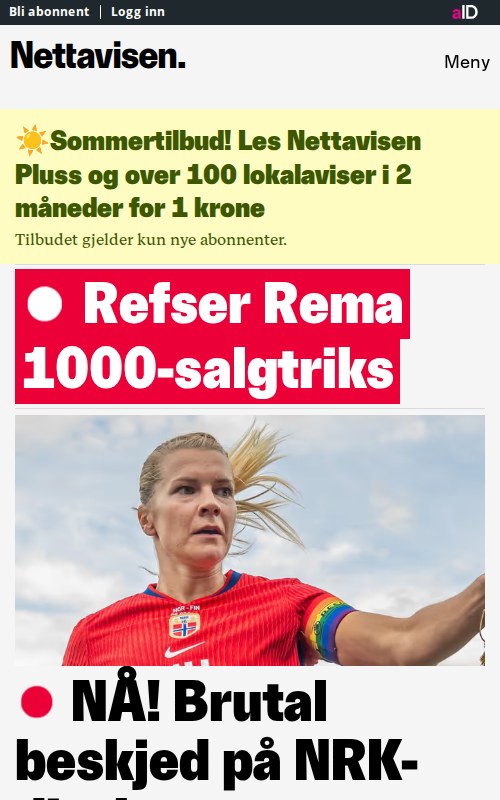 Bli abonnent
Logg inn
aID
Nettavisen.
Meny
☀️Sommertilbud! Les Nettavisen
Pluss og over 100 lokalaviser i 2
måneder for 1 krone
Tilbudet gjelder kun nye abonnenter.
Refser Rema
1000-salgtriks
NOR - FIN
NÅ! Brutal
beskjed på NRK-